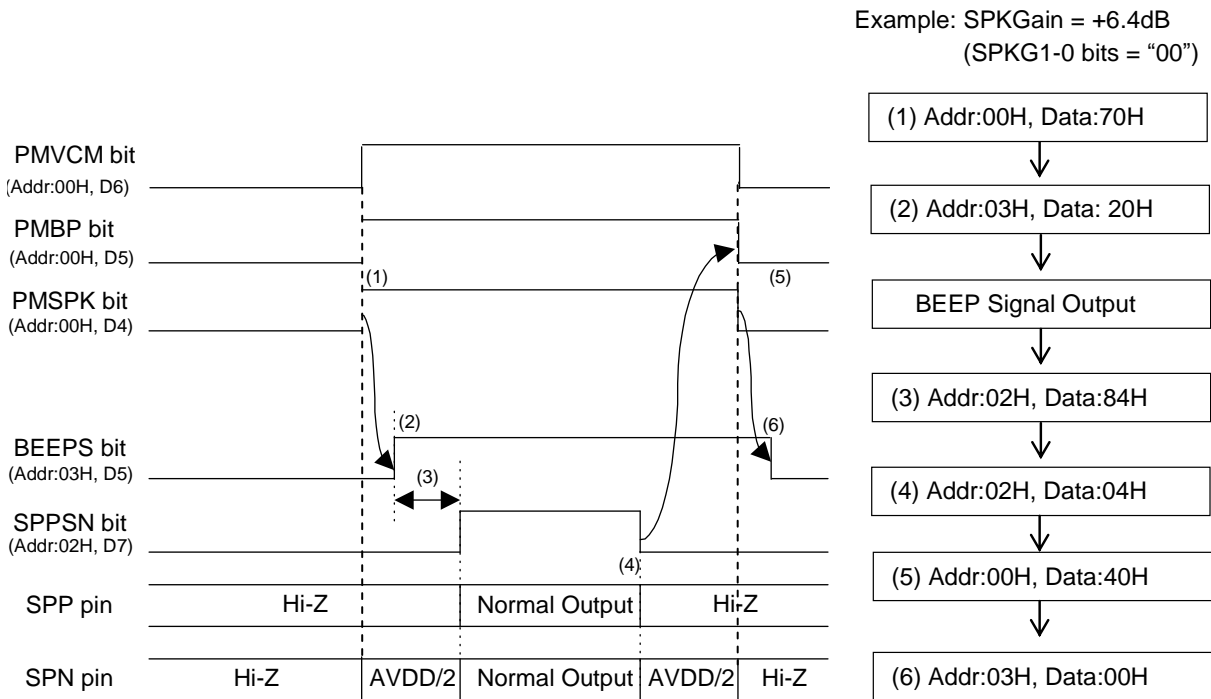 Example: SPKGain = +6.4dB
(SPKG1-0 bits = “00”)
PMVCM bit
(Addr:00H, D6)
PMBP bit
(Addr:00H, D5)
(1)
(5)
PMSPK bit
(Addr:00H, D4)
(2)
(6)
BEEPS bit
(Addr:03H, D5)
(3)
SPPSN bit
(Addr:02H, D7)
(4)
SPP pin
Hi-Z
Normal Output
Hi-Z
SPN pin
Hi-Z
AVDD/2
Normal Output
AVDD/2
Hi-Z
(1) Addr:00H, Data:70H
(2) Addr:03H, Data: 20H
BEEP Signal Output
(3) Addr:02H, Data:84H
(4) Addr:02H, Data:04H
(5) Addr:00H, Data:40H
(6) Addr:03H, Data:00H